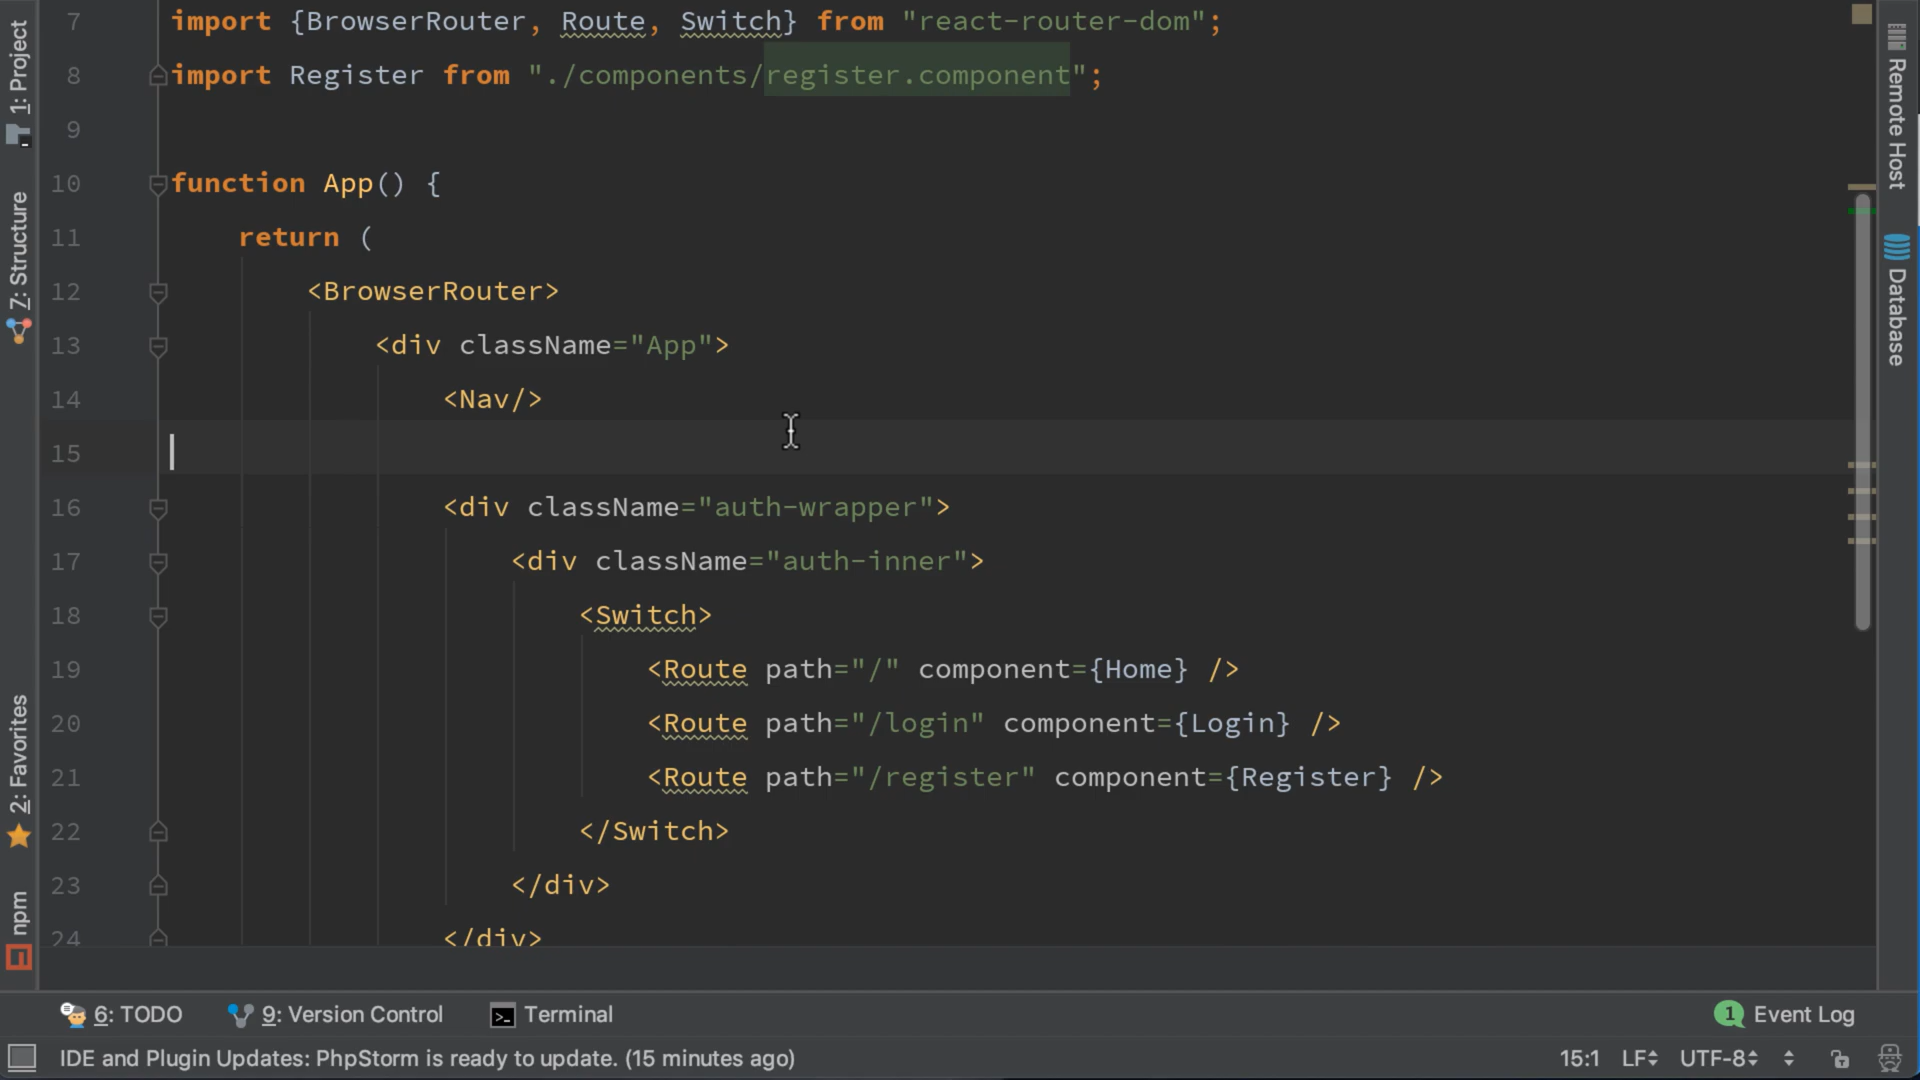 7 import {BrowserRouter, Route, Switch} from "react-router-dom";
8 import Register from "./components/register.component";
9
10 function App() {
11 return (
12 <BrowserRouter>
13 <div className="App">
14 <Nav/>
15
16 <div className="auth-wrapper">
17 <div className="auth-inner">
18 <Switch>
19 <Route path="/" component={Home} />
20 <Route path="/login" component={Login} />
21 <Route path="/register" component={Register} />
22 </Switch>
23 </div>
24 </div>
1: Project
7: Structure
2: Favorites
npm
Remote Host
Database
6: TODO
9: Version Control
Terminal
1 Event Log
IDE and Plugin Updates: PhpStorm is ready to update. (15 minutes ago)
15:1 LF UTF-8